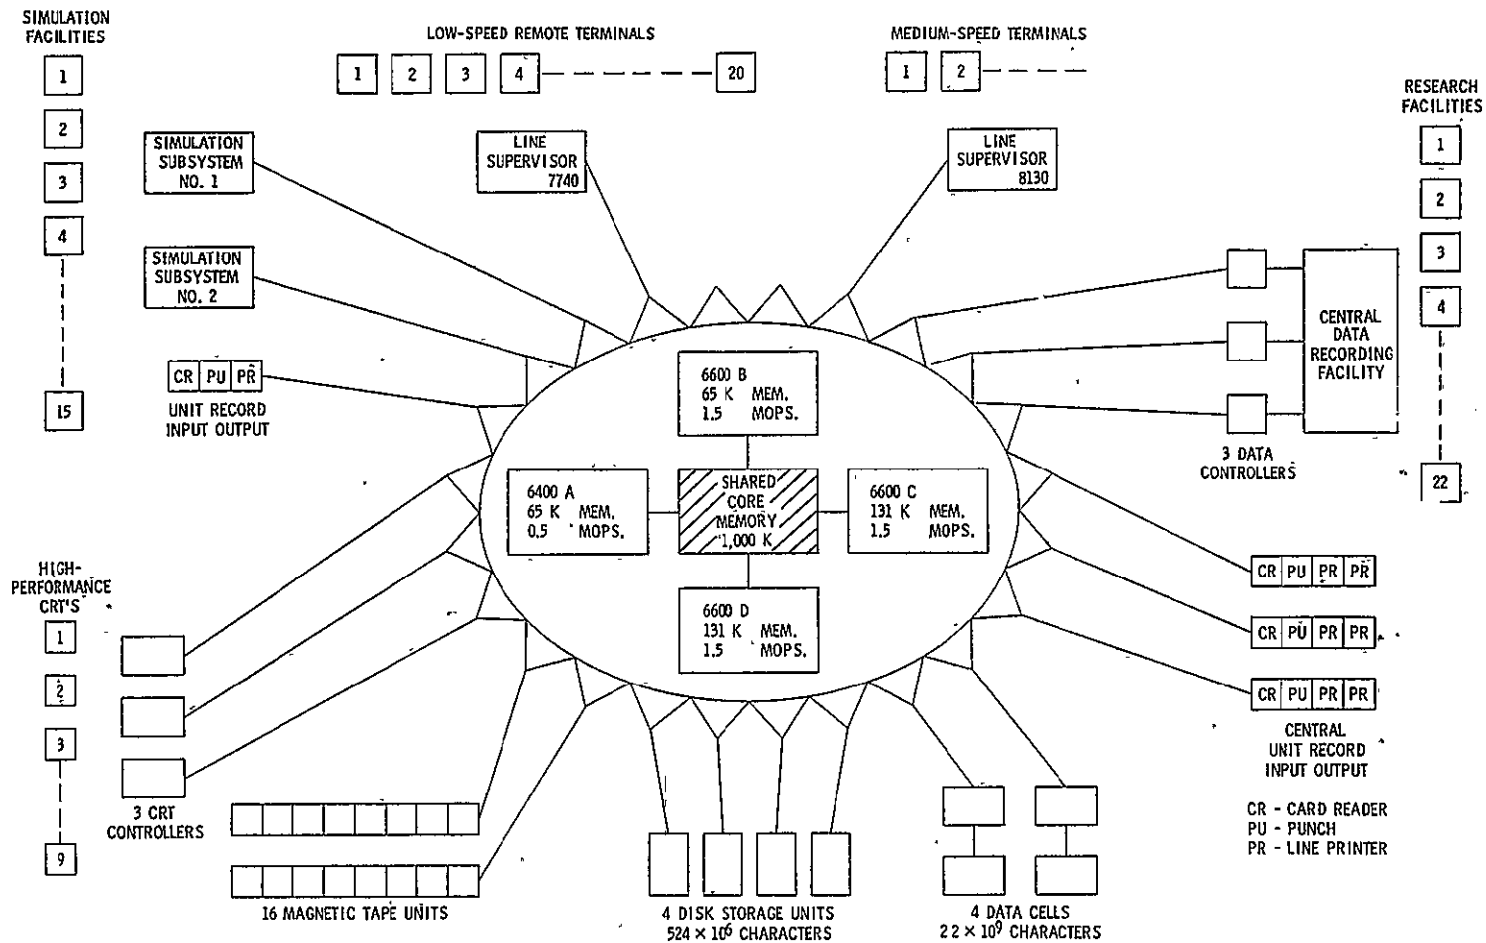 SIMULATION
FACILITIES
1
2
3
4
15
LOW-SPEED REMOTE TERMINALS
1 2 3 4 20
MEDIUM-SPEED TERMINALS
1 2
RESEARCH
FACILITIES
1
2
3
4
22
SIMULATION
SUBSYSTEM
NO. 1
LINE
SUPERVISOR
7740
LINE
SUPERVISOR
8130
SIMULATION
SUBSYSTEM
NO. 2
CR PU PR
UNIT RECORD
INPUT OUTPUT
CENTRAL
DATA
RECORDING
FACILITY
3 DATA
CONTROLLERS
6600 B
65 K MEM.
1.5 MOPS.
6400 A
65 K MEM.
0.5 MOPS.
SHARED
CORE
MEMORY
1,000 K
6600 C
131 K MEM.
1.5 MOPS.
6600 D
131 K MEM.
1.5 MOPS.
HIGH-
PERFORMANCE
CRT'S
1
2
3
9
3 CRT
CONTROLLERS
16 MAGNETIC TAPE UNITS
4 DISK STORAGE UNITS
524 × 10⁶ CHARACTERS
4 DATA CELLS
22 × 10⁹ CHARACTERS
CR PU PR PR
CR PU PR PR
CR PU PR PR
CENTRAL
UNIT RECORD
INPUT OUTPUT
CR - CARD READER
PU - PUNCH
PR - LINE PRINTER